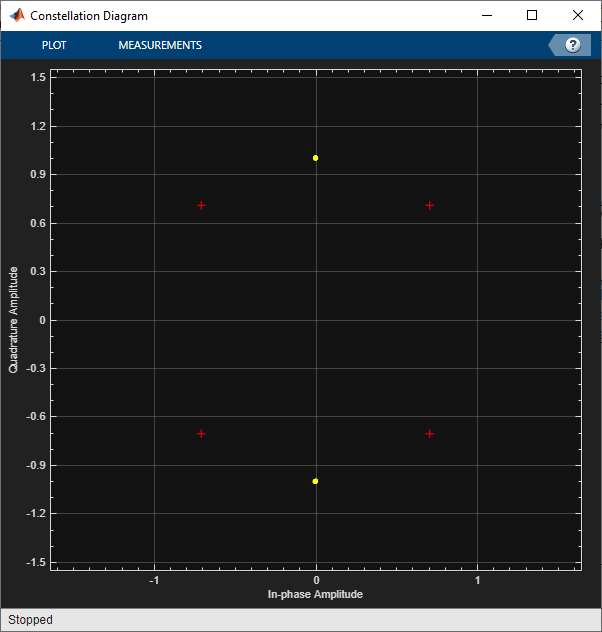 Constellation Diagram
PLOT MEASUREMENTS ?
1.5
1.2
0.9
0.6
0.3
0
-0.3
-0.6
-0.9
-1.2
-1.5
Quadrature Amplitude
-1 0 1
In-phase Amplitude
Stopped